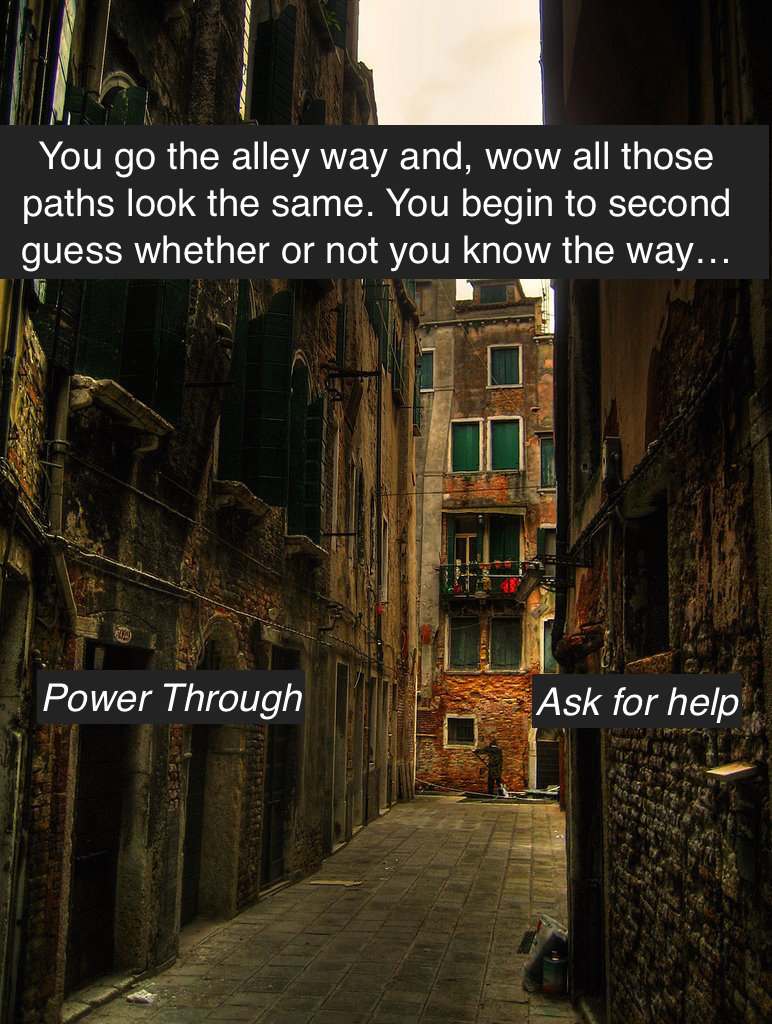 You go the alley way and, wow all those
paths look the same. You begin to second
guess whether or not you know the way…
Power Through
Ask for help